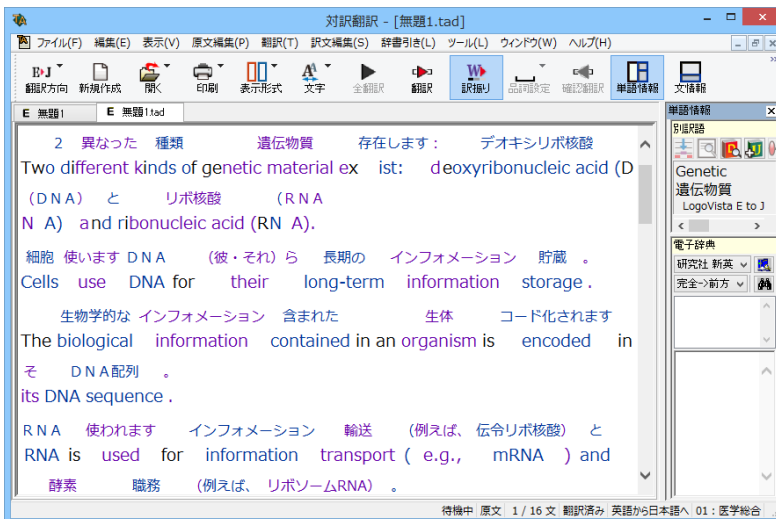 対訳翻訳 - [無題1.tad]
ファイル(F) 編集(E) 表示(V) 原文編集(P) 翻訳(T) 訳文編集(S) 辞書引き(L) ツール(L) ウィンドウ(W) ヘルプ(H)
翻訳方向 新規作成 開く 印刷 表示形式 文字 全翻訳 翻訳 訳振り 品詞設定 確認翻訳 単語情報 文情報
E 無題1 E 無題1.tad
2 異なった 種類 遺伝物質 存在します: デオキシリボ核酸
Two different kinds of genetic material ex ist: deoxyribonucleic acid (D
(DNA) と リボ核酸 (RNA
N A) and ribonucleic acid (RN A).
細胞 使います DNA (彼・それ)ら 長期の インフォメーション 貯蔵 。
Cells use DNA for their long-term information storage .
生物学的な インフォメーション 含まれた 生体 コード化されます
The biological information contained in an organism is encoded in
そ DNA配列 。
its DNA sequence .
RNA 使われます インフォメーション 輸送 (例えば、 伝令リボ核酸) と
RNA is used for information transport ( e.g., mRNA ) and
酵素 職務 (例えば、 リボソームRNA) 。
単語情報
別訳語
Genetic
遺伝物質
LogoVista E to J
電子辞典
研究社 新英
完全->前方
待機中 原文 1 / 16 文 翻訳済み 英語から日本語へ 01 : 医学総合